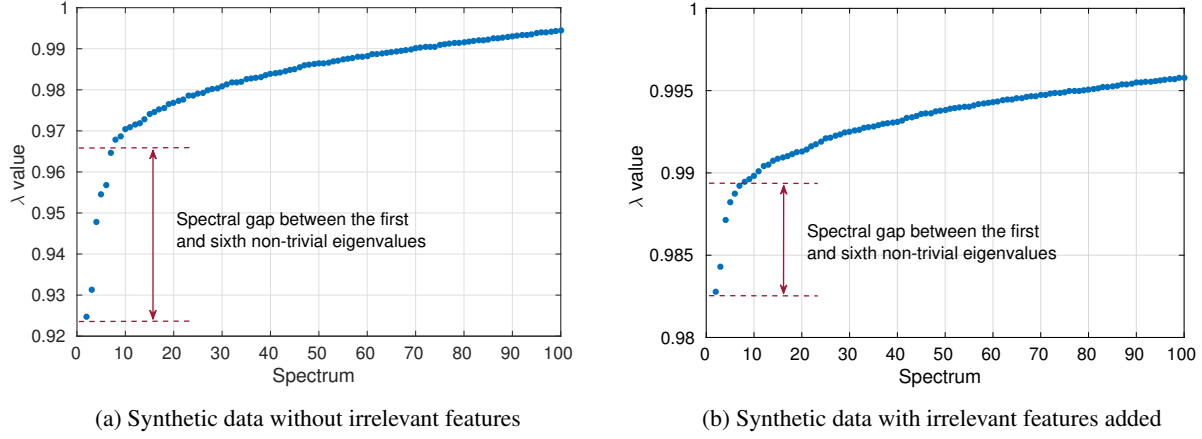 1
0.99
0.98
0.97
0.96
0.95
0.94
0.93
0.92
λ value
Spectral gap between the first
and sixth non-trivial eigenvalues
0 10 20 30 40 50 60 70 80 90 100
Spectrum
(a) Synthetic data without irrelevant features
1
0.995
0.99
0.985
0.98
λ value
Spectral gap between the first
and sixth non-trivial eigenvalues
0 10 20 30 40 50 60 70 80 90 100
Spectrum
(b) Synthetic data with irrelevant features added